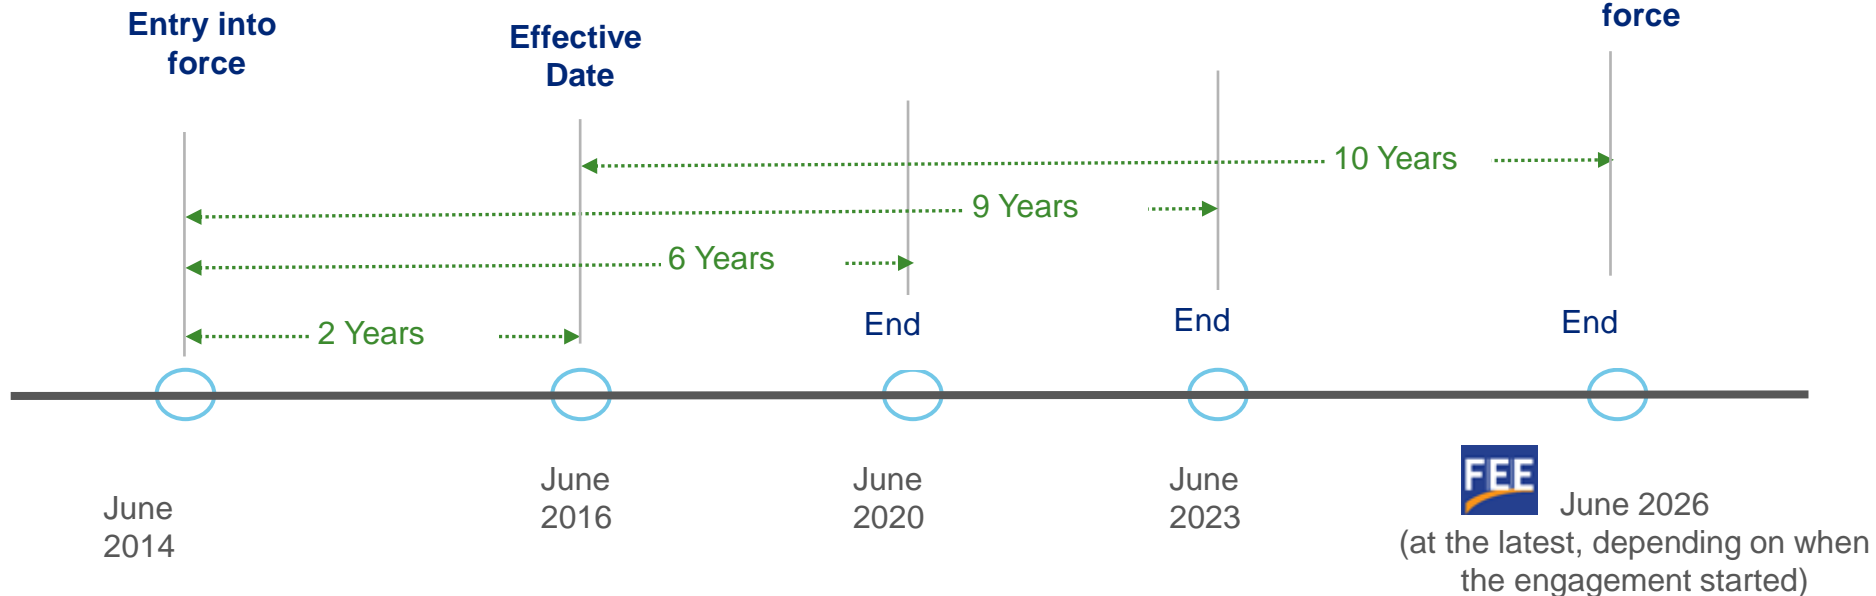 Entry into
force
Effective
Date
force
10 Years
9 Years
6 Years
2 Years
End
End
End
June
2014
June
2016
June
2020
June
2023
FEE
June 2026
(at the latest, depending on when
the engagement started)